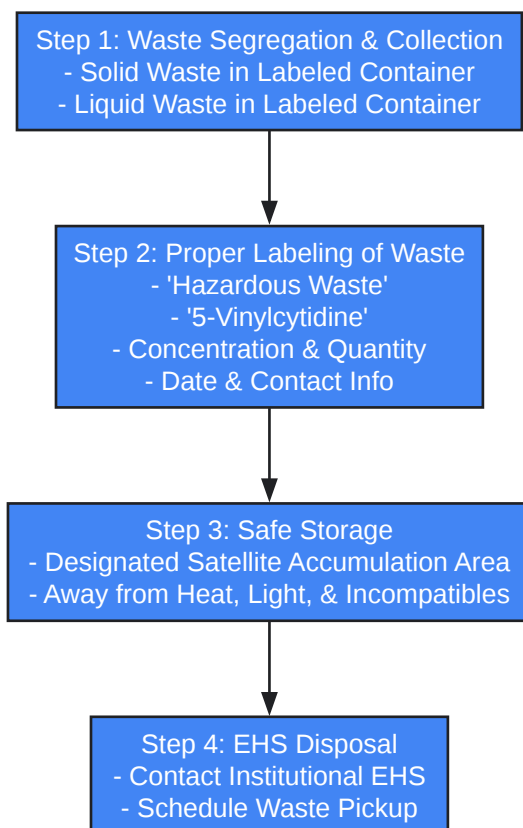 Step 1: Waste Segregation & Collection
- Solid Waste in Labeled Container
- Liquid Waste in Labeled Container
Step 2: Proper Labeling of Waste
- 'Hazardous Waste'
- '5-Vinylcytidine'
- Concentration & Quantity
- Date & Contact Info
Step 3: Safe Storage
- Designated Satellite Accumulation Area
- Away from Heat, Light, & Incompatibles
Step 4: EHS Disposal
- Contact Institutional EHS
- Schedule Waste Pickup